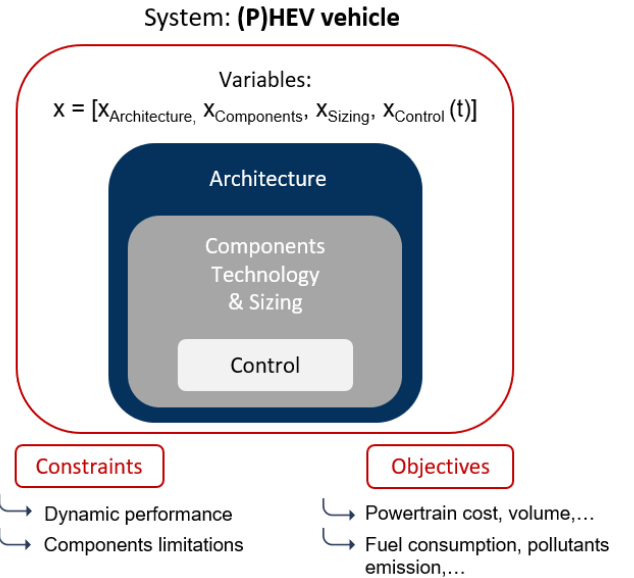 System: (P)HEV vehicle
Variables:
x = [xArchitecture, xComponents, xSizing, xControl (t)]
Architecture
Components
Technology
& Sizing
Control
Constraints
Dynamic performance
Components limitations
Objectives
Powertrain cost, volume,…
Fuel consumption, pollutants
emission,…